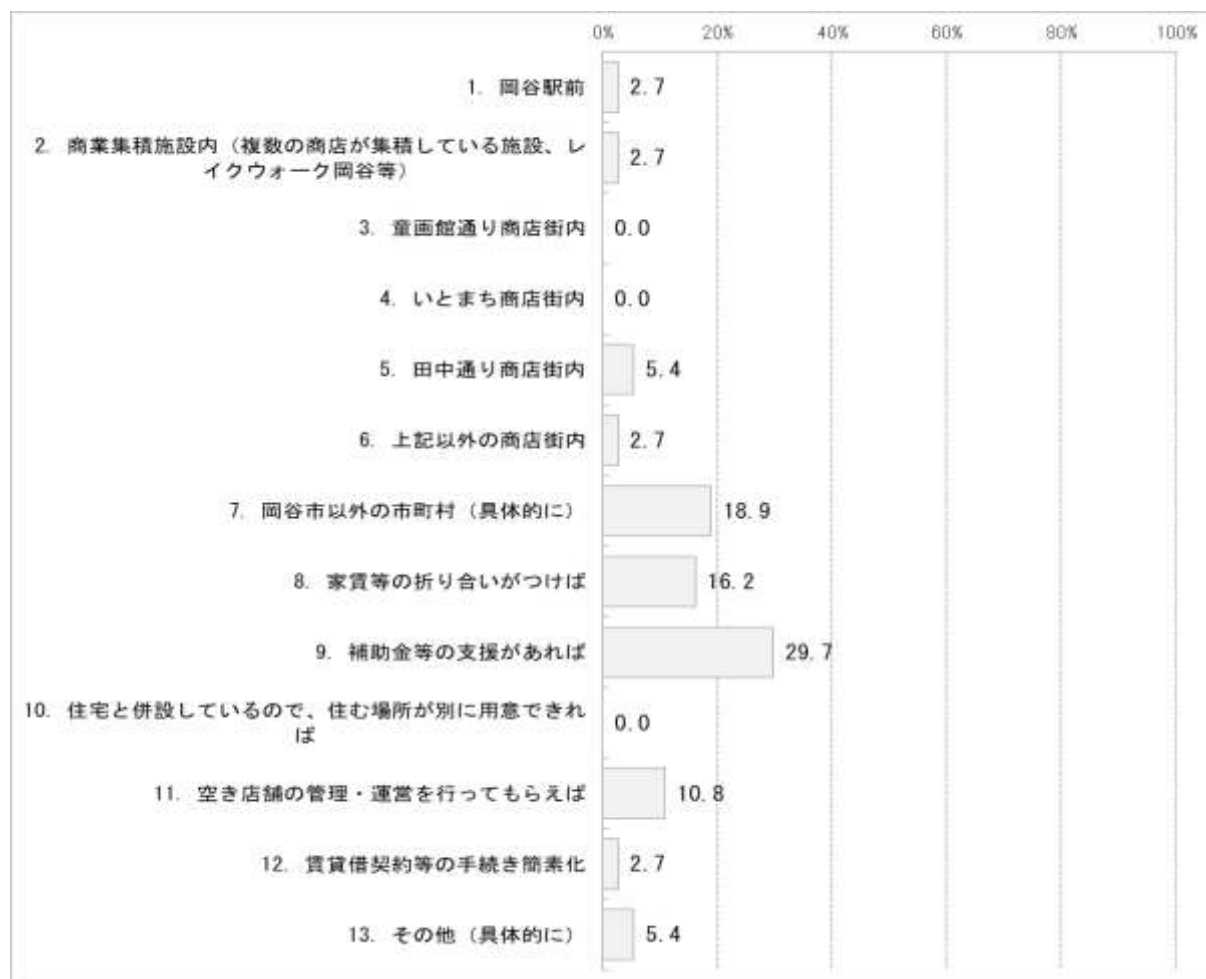 0% 20% 40% 60% 80% 100%
1. 岡谷駅前 2.7
2. 商業集積施設内（複数の商店が集積している施設、レ
イクウォーク岡谷等） 2.7
3. 童画館通り商店街内 0.0
4. いとまち商店街内 0.0
5. 田中通り商店街内 5.4
6. 上記以外の商店街内 2.7
7. 岡谷市以外の市町村（具体的に） 18.9
8. 家賃等の折り合いがつけば 16.2
9. 補助金等の支援があれば 29.7
10. 住宅と併設しているので、住む場所が別に用意できれ
ば 0.0
11. 空き店舗の管理・運営を行ってもらえば 10.8
12. 賃貸借契約等の手続き簡素化 2.7
13. その他（具体的に） 5.4